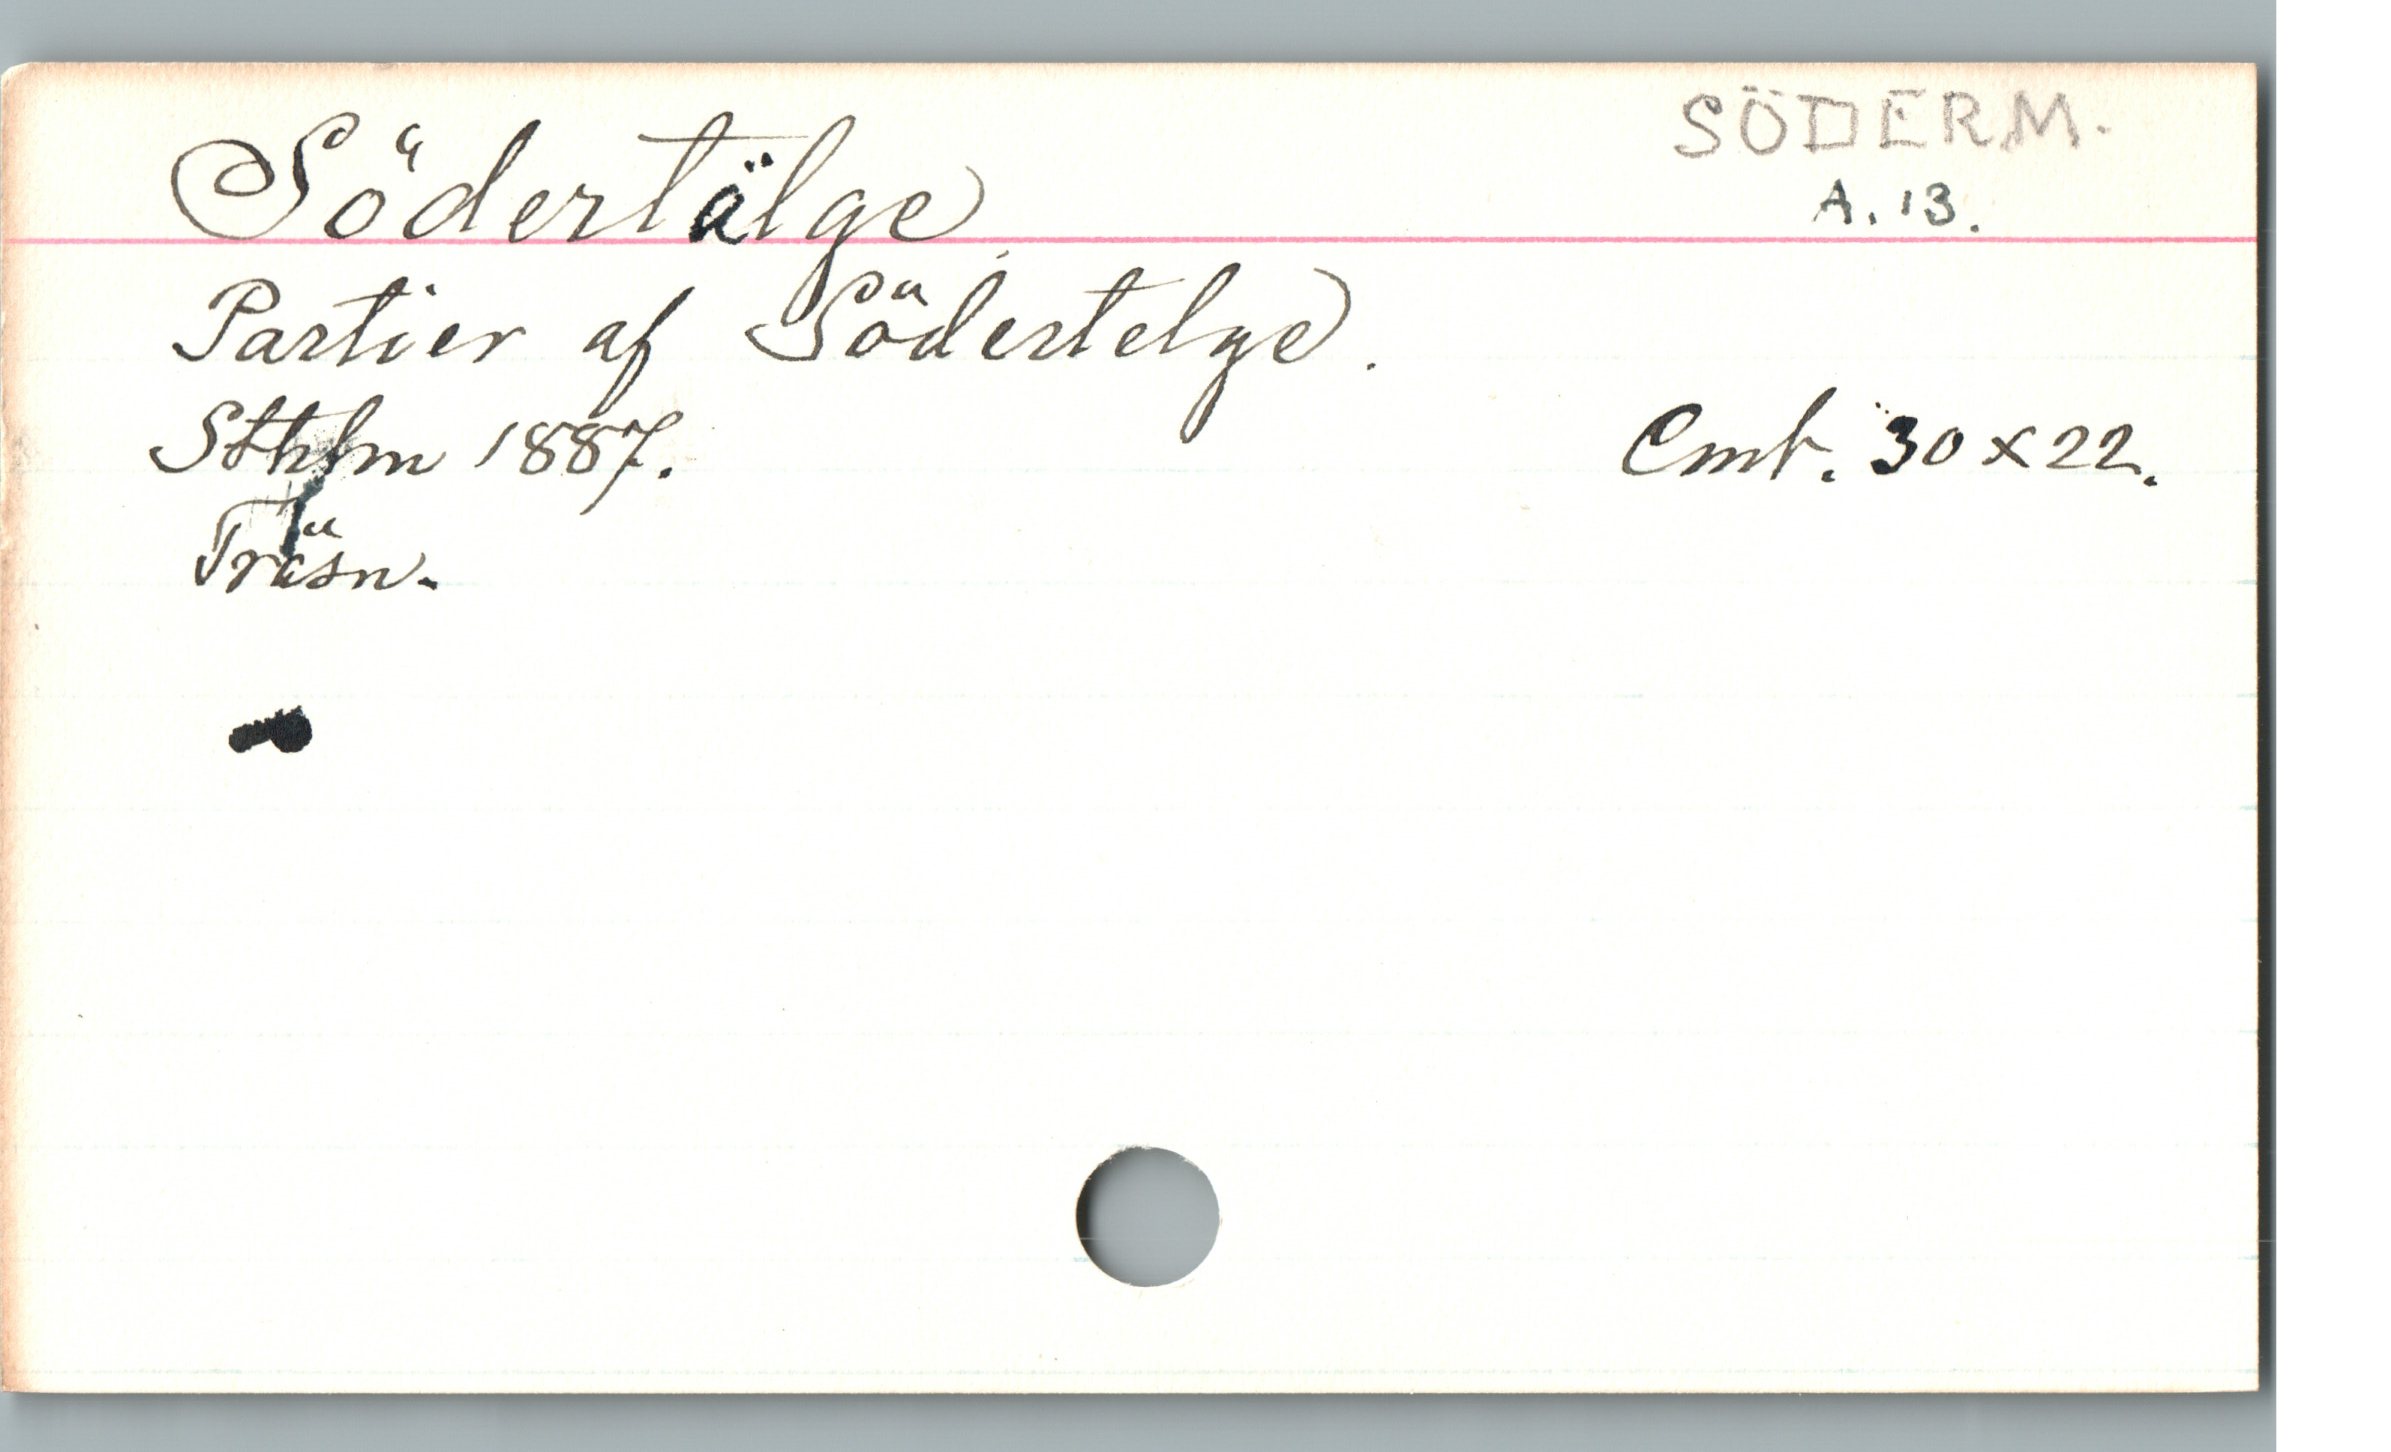 Södertälge
SÖDERM.
A. 13.
Partier af Södertelge.
Sthlm 1887.
Cmt. 30 x 22.
Träsn.